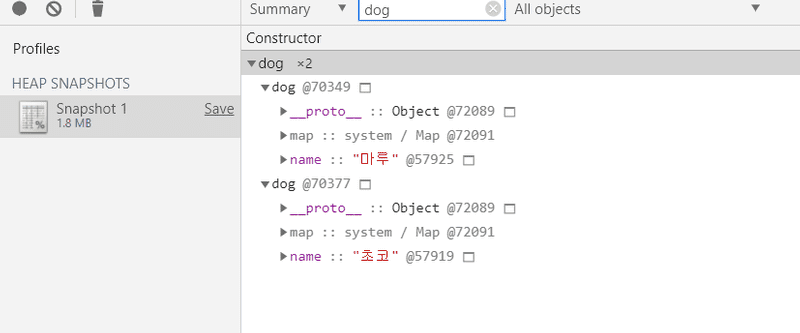 Summary ▼ dog All objects ▼
Profiles
Constructor
HEAP SNAPSHOTS
▼dog ×2
Snapshot 1 Save
1.8 MB
▼dog @70349
▶__proto__ :: Object @72089
▶map :: system / Map @72091
▶name :: "마루" @57925
▼dog @70377
▶__proto__ :: Object @72089
▶map :: system / Map @72091
▶name :: "초코" @57919